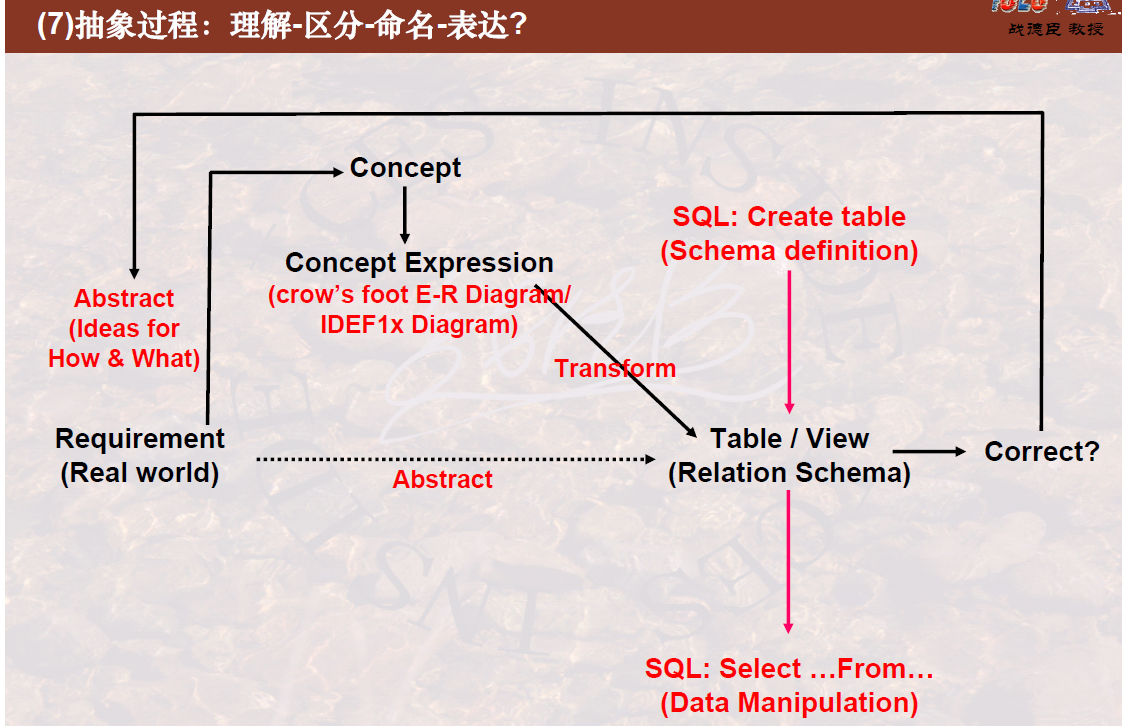 (7)抽象过程：理解-区分-命名-表达?
战德臣 教授
Concept
SQL: Create table
(Schema definition)
Concept Expression
(crow's foot E-R Diagram/
IDEF1x Diagram)
Abstract
(Ideas for
How & What)
Transform
Requirement
(Real world)
Abstract
Table / View
(Relation Schema)
Correct?
SQL: Select …From…
(Data Manipulation)